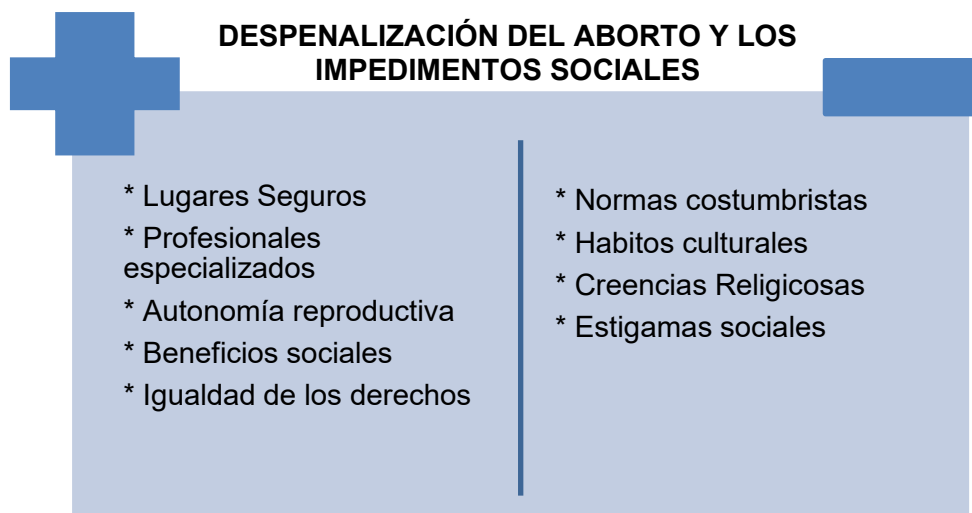 DESPENALIZACIÓN DEL ABORTO Y LOS
IMPEDIMENTOS SOCIALES
* Lugares Seguros
* Profesionales
especializados
* Autonomía reproductiva
* Beneficios sociales
* Igualdad de los derechos
* Normas costumbristas
* Habitos culturales
* Creencias Religicosas
* Estigamas sociales